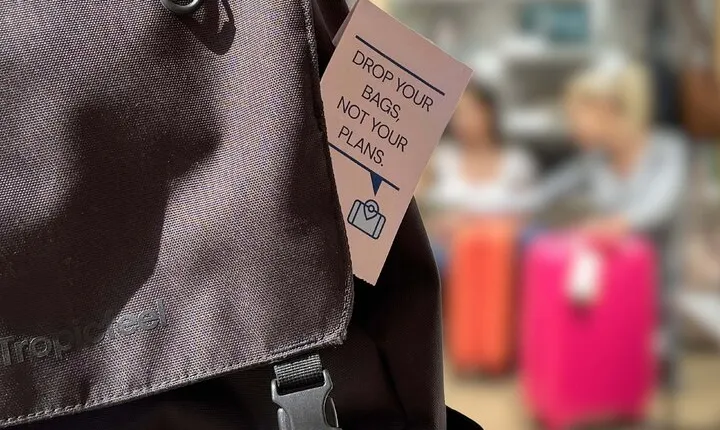 DROP YOUR
BAGS,
NOT YOUR
PLANS.
Tropicfeel